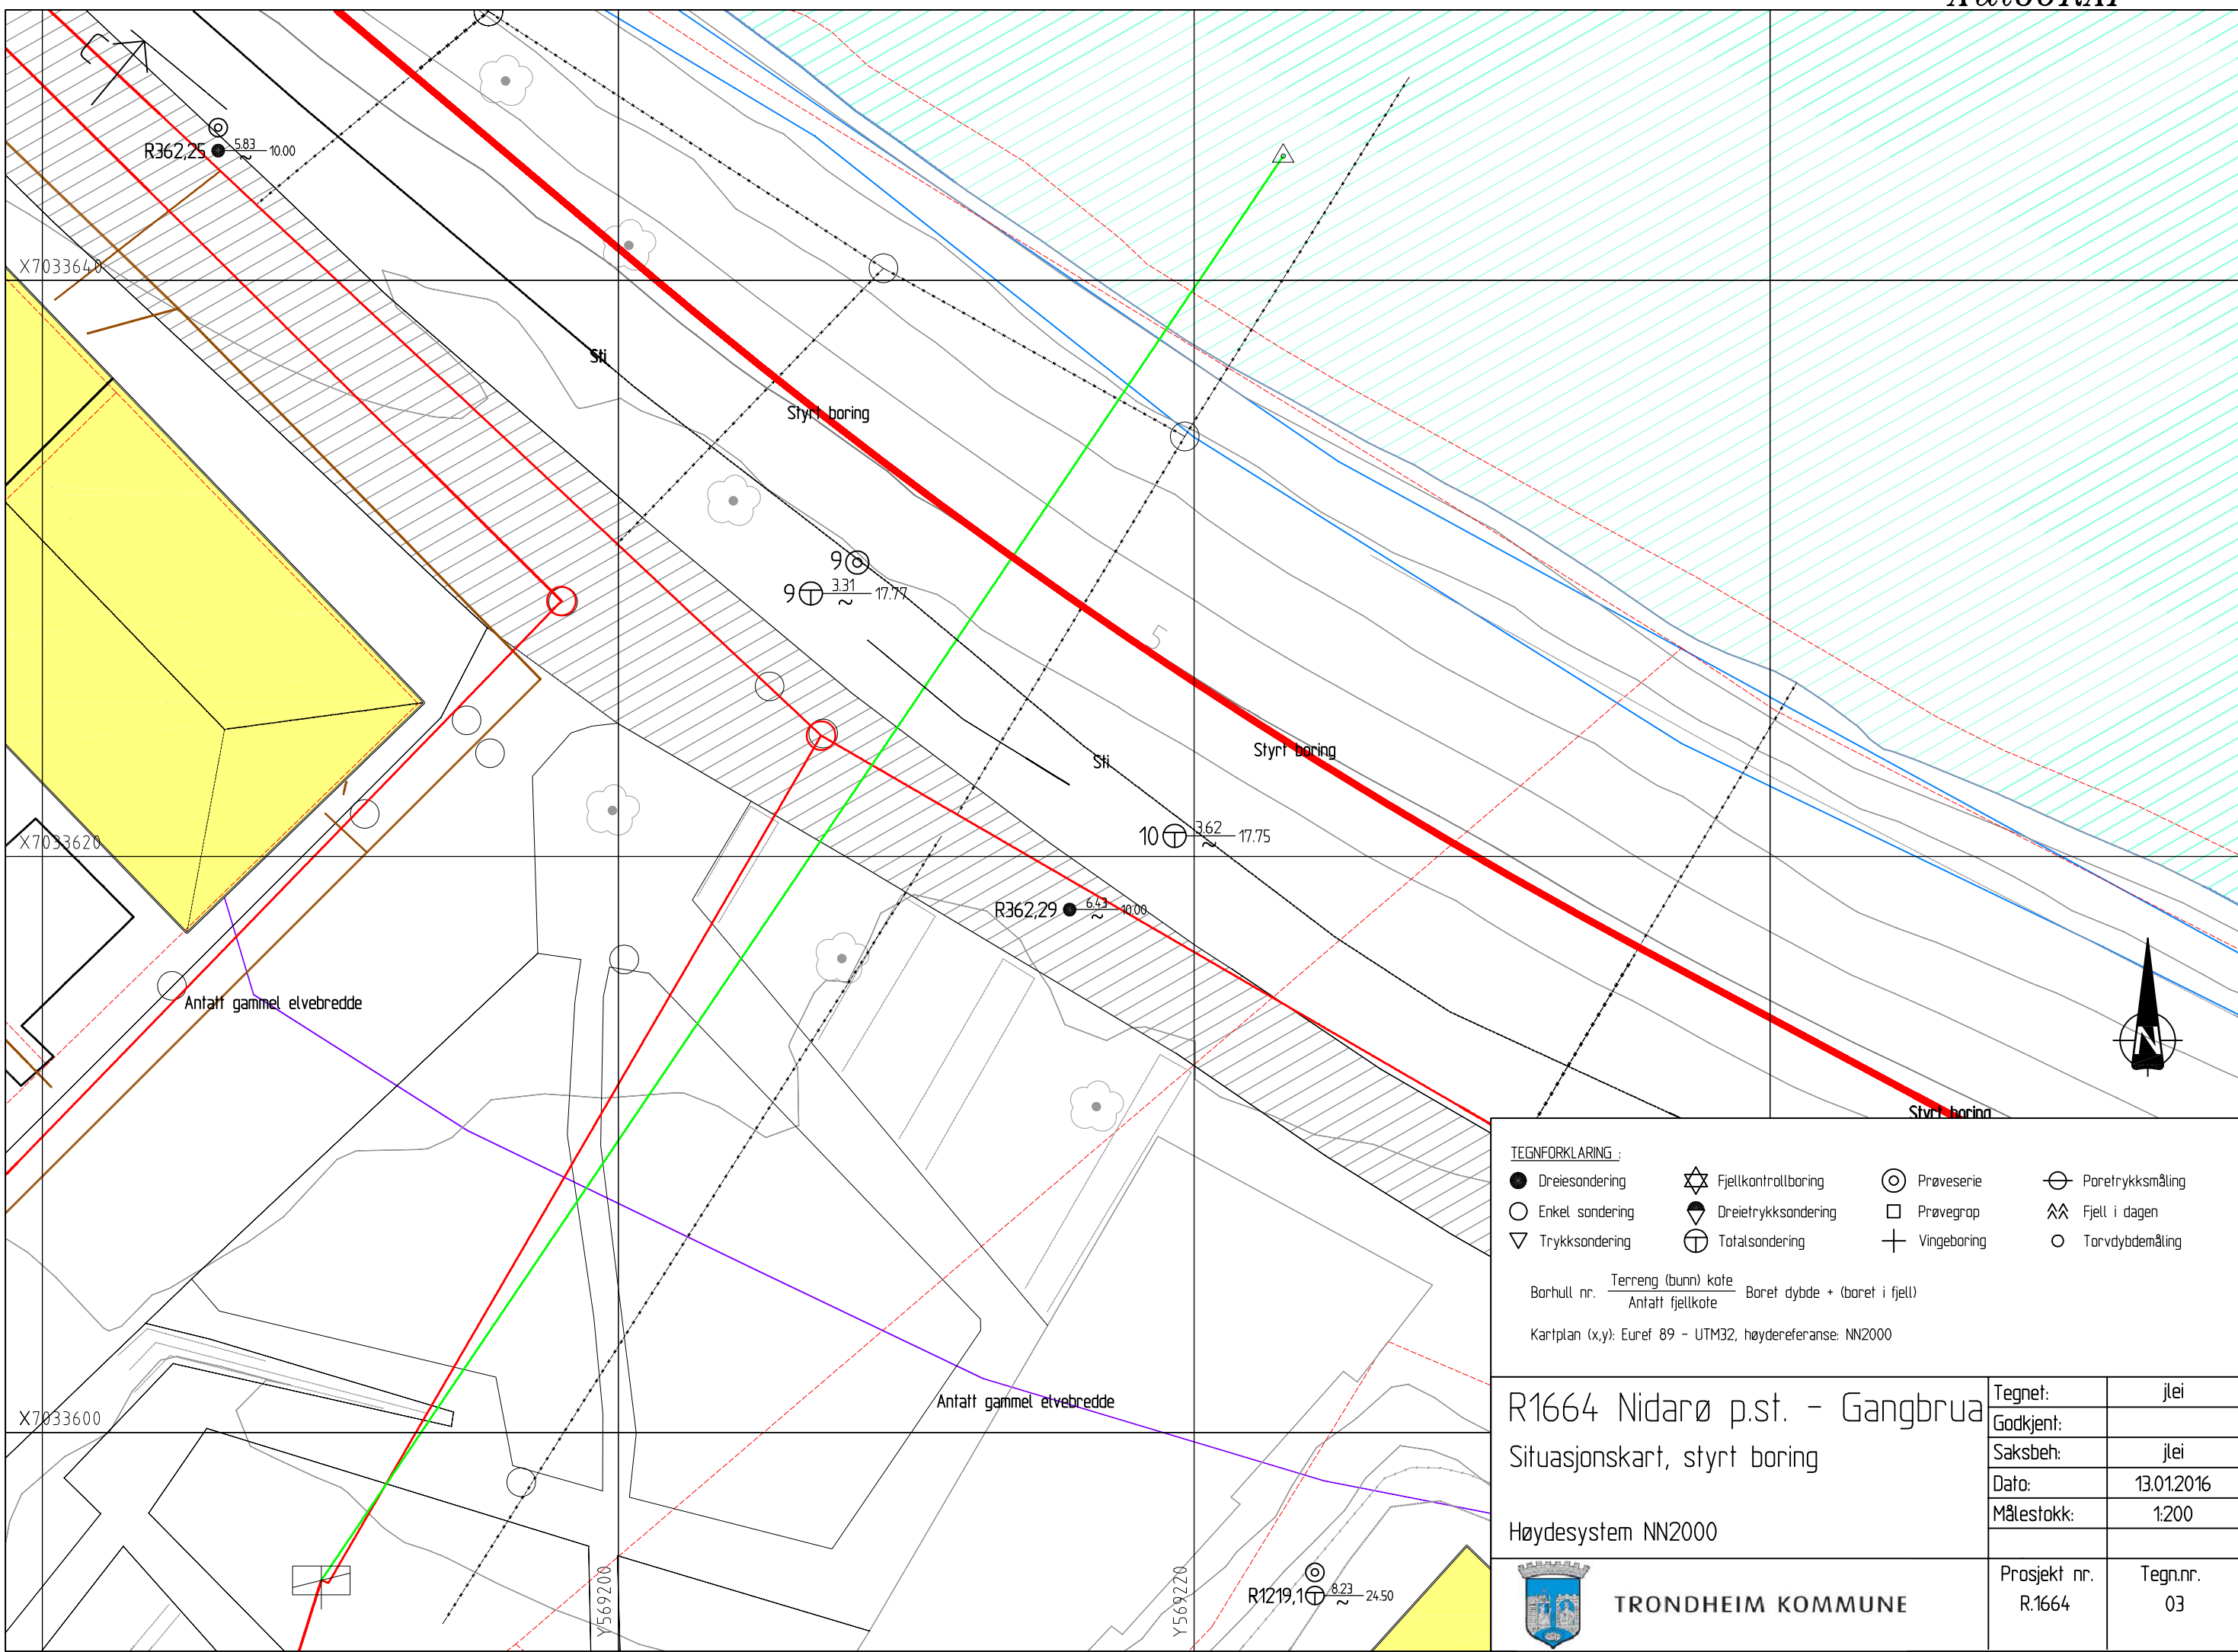 R362,25 5.83 ~ 10.00
X7033640
Sti
Styrt boring
9
9 3.31 ~ 17.77
5
Styrt boring
Sti
10 3.62 ~ 17.75
X7033620
R362,29 6.43 ~ 10.00
Antatt gammel elvebredde
N
Styrt boring
Antatt gammel elvebredde
X7033600
Y569200
Y569220
R1219,1 8.23 ~ 24.50
TEGNFORKLARING :
Dreiesondering Fjellkontrollboring Prøveserie Poretrykksmåling
Enkel sondering Dreietrykksondering Prøvegrop Fjell i dagen
Trykksondering Totalsondering Vingeboring Torvdybdemåling
Borhull nr. Terreng (bunn) kote Boret dybde + (boret i fjell)
Antatt fjellkote
Kartplan (x,y): Euref 89 - UTM32, høydereferanse: NN2000
R1664 Nidarø p.st. - Gangbrua
Situasjonskart, styrt boring
Høydesystem NN2000
Tegnet: jlei
Godkjent:
Saksbeh: jlei
Dato: 13.01.2016
Målestokk: 1:200
TRONDHEIM KOMMUNE
Prosjekt nr. Tegn.nr.
R.1664 03